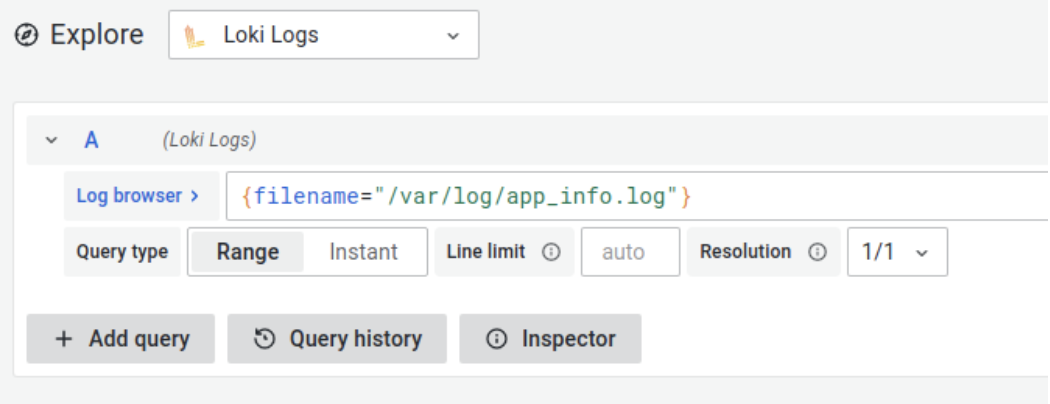 Explore Loki Logs
A (Loki Logs)
Log browser > {filename="/var/log/app_info.log"}
Query type Range Instant Line limit auto Resolution 1/1
+ Add query Query history Inspector